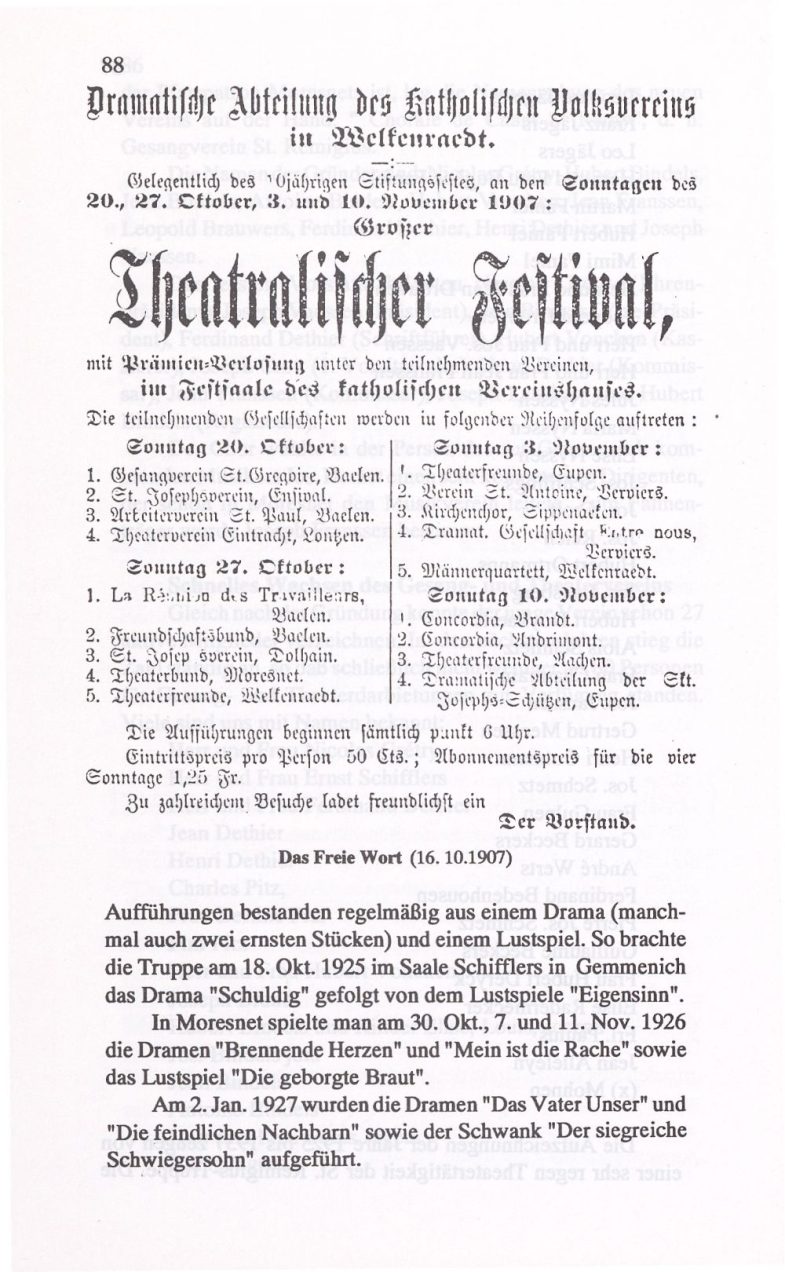 88
Dramatische Abteilung des Katholischen Volksvereins
in Welkenraedt.
Gelegentlich des 10jährigen Stiftungsfestes, an den Sonntagen des
20., 27. Oktober, 3. und 10. November 1907:
Großer
Theatralischer Festival,
mit Prämien-Verlosung unter den teilnehmenden Vereinen,
im Festsaale des katholischen Vereinshauses.
Die teilnehmenden Gesellschaften werden in folgender Reihenfolge auftreten :
Sonntag 20. Oktober:
1. Gesangverein St. Gregoire, Baelen.
2. St. Josephsverein, Ensival.
3. Arbeiterverein St. Paul, Baelen.
4. Theaterverein Eintracht, Lontzen.
Sonntag 27. Oktober:
1. La Réunion des Travailleurs,
Baelen.
2. Freundschaftsbund, Baelen.
3. St. Josephsverein, Dolhain.
4. Theaterbund, Moresnet.
5. Theaterfreunde, Welkenraedt.
Sonntag 3. November:
1. Theaterfreunde, Eupen.
2. Verein St. Antoine, Verviers.
3. Kirchenchor, Sippenaeken.
4. Dramat. Gesellschaft Entre nous,
Verviers.
5. Männerquartett Welkenraedt.
Sonntag 10. November:
1. Concordia, Brandt.
2. Concordia, Andrimont.
3. Theaterfreunde, Aachen.
4. Dramatische Abteilung der Skt.
Josephs-Schützen, Eupen.
Die Aufführungen beginnen sämtlich punkt 6 Uhr.
Eintrittspreis pro Person 50 Cts. ; Abonnementspreis für die vier
Sonntage 1,25 Fr.
Zu zahlreichem Besuche ladet freundlichst ein
Der Vorstand.
Das Freie Wort (16. 10.1907)
Aufführungen bestanden regelmäßig aus einem Drama (manch-
mal auch zwei ernsten Stücken) und einem Lustspiel. So brachte
die Truppe am 18. Okt. 1925 im Saale Schifflers in Gemmenich
das Drama "Schuldig" gefolgt von dem Lustspiele "Eigensinn".
In Moresnet spielte man am 30. Okt., 7. und 11. Nov. 1926
die Dramen "Brennende Herzen" und "Mein ist die Rache" sowie
das Lustspiel "Die geborgte Braut".
Am 2. Jan. 1927 wurden die Dramen "Das Vater Unser" und
"Die feindlichen Nachbarn" sowie der Schwank "Der siegreiche
Schwiegersohn" aufgeführt.